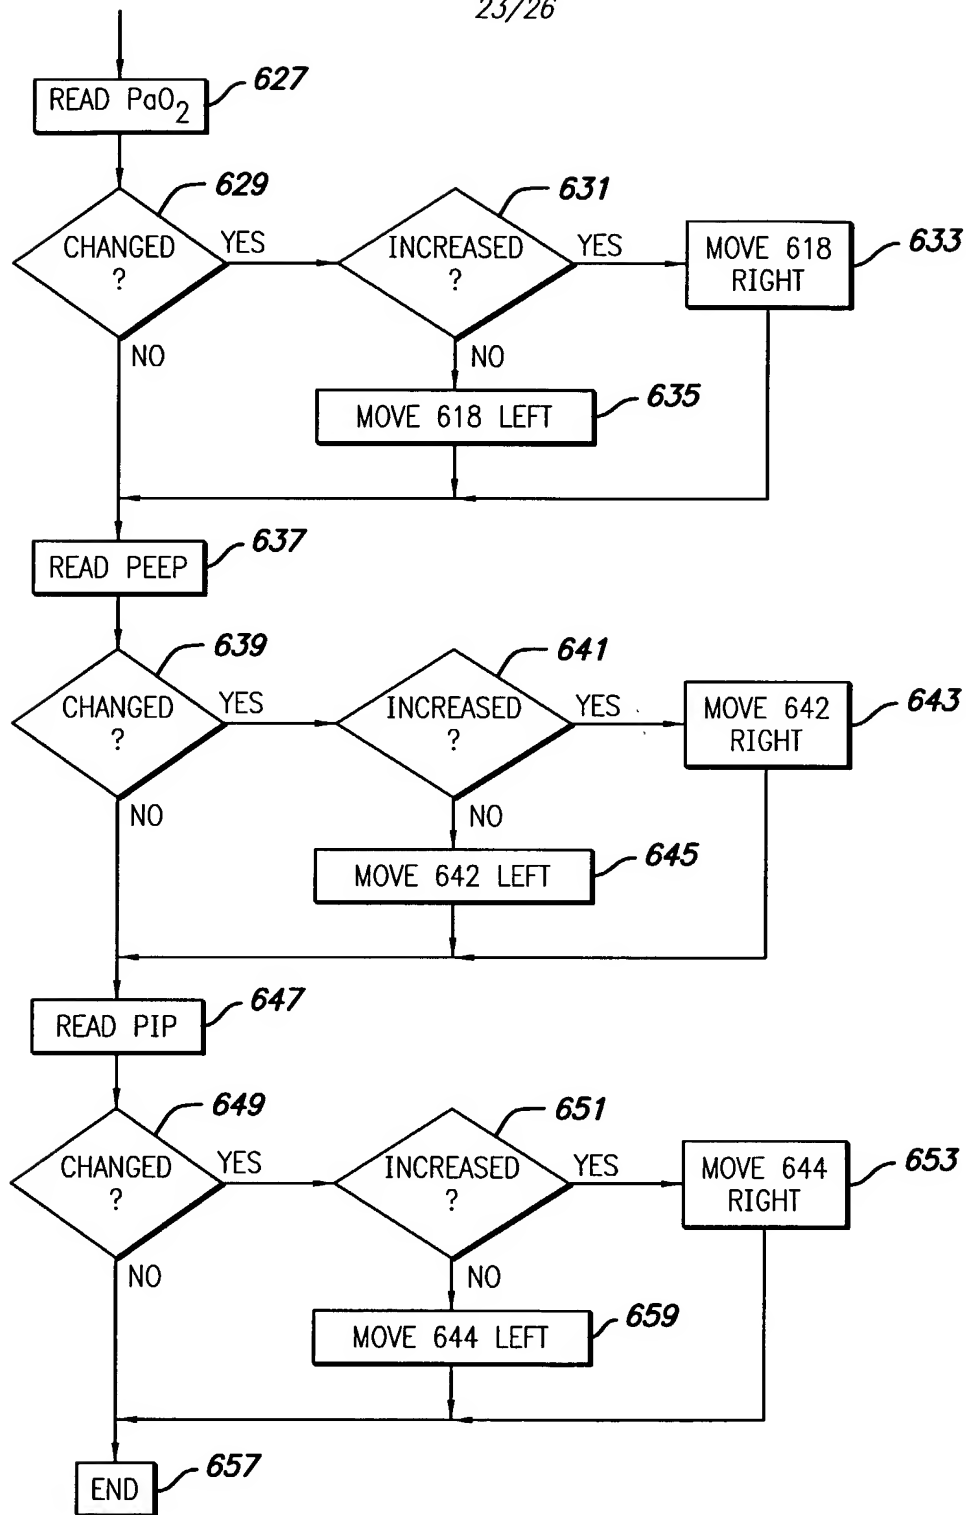 23/26
READ PaO2
627
629
CHANGED
?
YES
NO
631
INCREASED
?
YES
NO
MOVE 618
RIGHT
633
MOVE 618 LEFT
635
READ PEEP
637
639
CHANGED
?
YES
NO
641
INCREASED
?
YES
NO
MOVE 642
RIGHT
643
MOVE 642 LEFT
645
READ PIP
647
649
CHANGED
?
YES
NO
651
INCREASED
?
YES
NO
MOVE 644
RIGHT
653
MOVE 644 LEFT
659
END
657